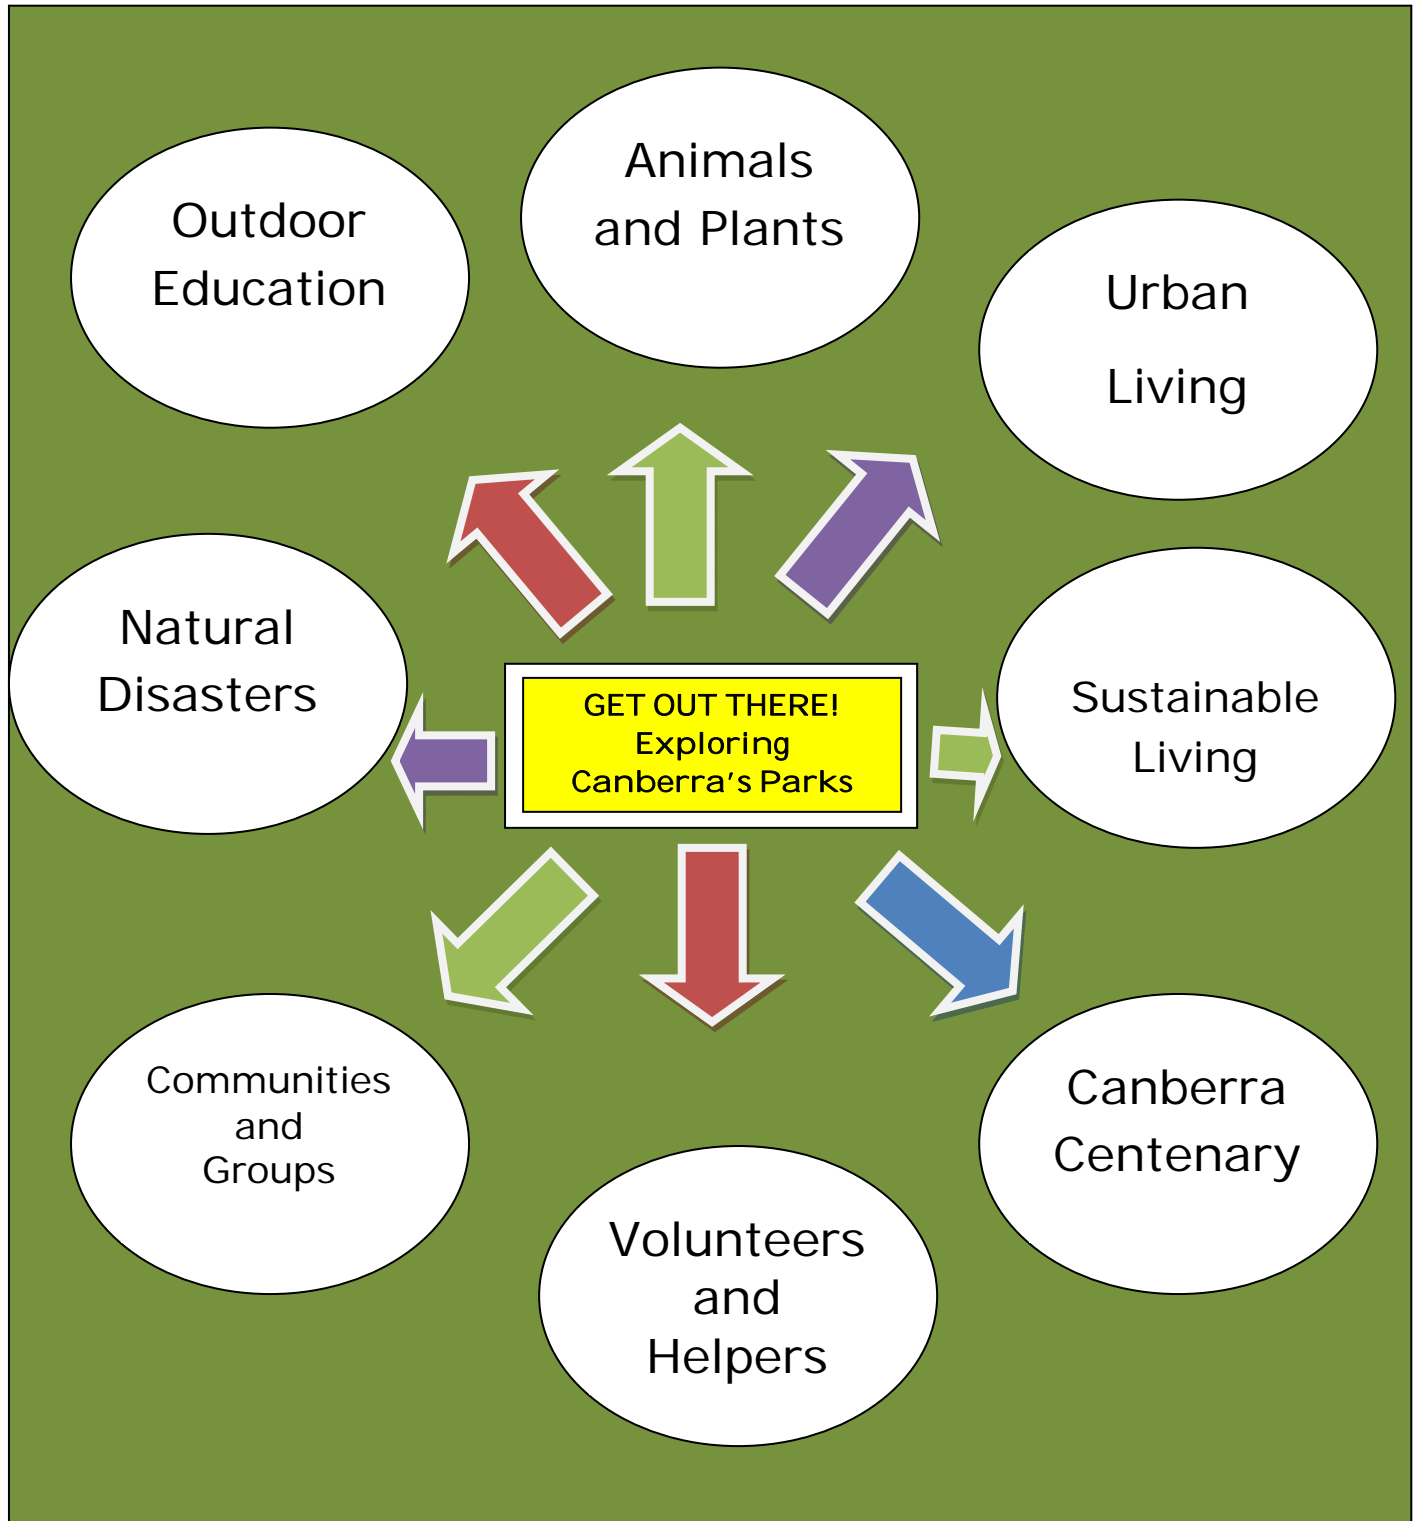 Outdoor
Education
Animals
and Plants
Urban
Living
Natural
Disasters
GET OUT THERE!
Exploring
Canberra's Parks
Sustainable
Living
Communities
and
Groups
Volunteers
and
Helpers
Canberra
Centenary